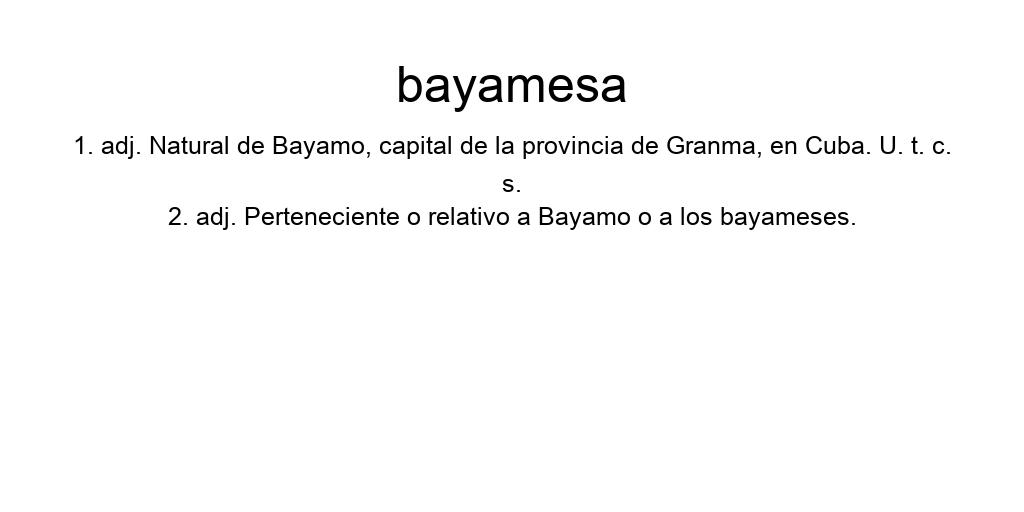 bayamesa
1. adj. Natural de Bayamo, capital de la provincia de Granma, en Cuba. U. t. c.
s.
2. adj. Perteneciente o relativo a Bayamo o a los bayameses.